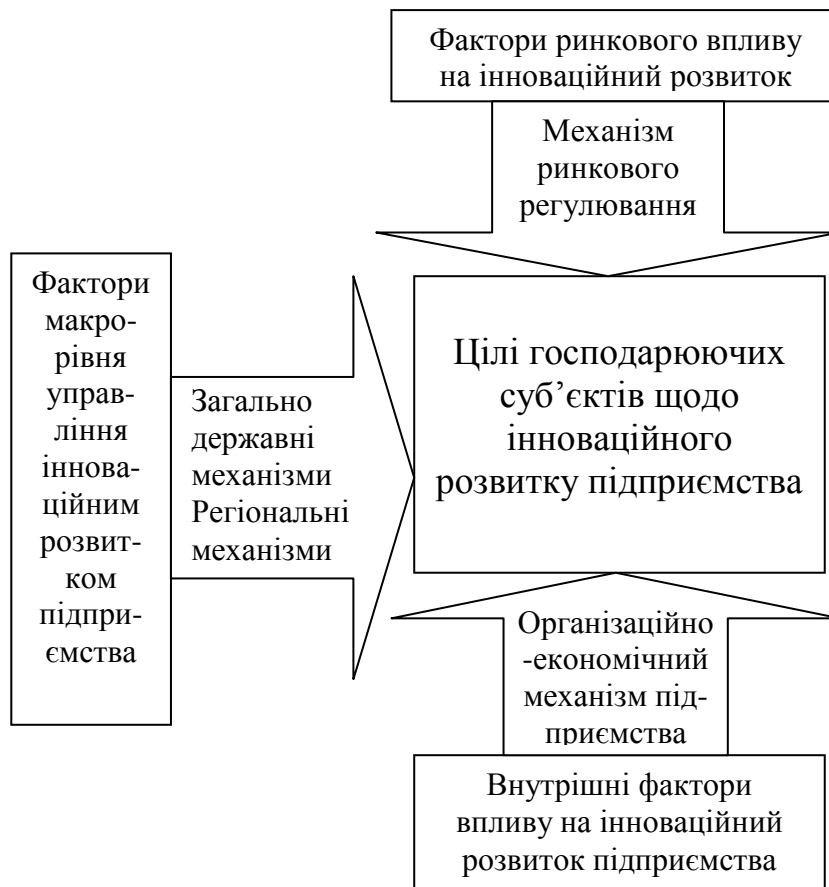 Фактори ринкового впливу
на інноваційний розвиток
Механізм
ринкового
регулювання
Фактори
макро-
рівня
управ-
ління
іннова-
ційним
розвит-
ком
підпри-
ємства
Загально
державні
механізми
Регіональні
механізми
Цілі господарюючих
суб’єктів щодо
інноваційного
розвитку підприємства
Організаційно
-економічний
механізм під-
приємства
Внутрішні фактори
впливу на інноваційний
розвиток підприємства